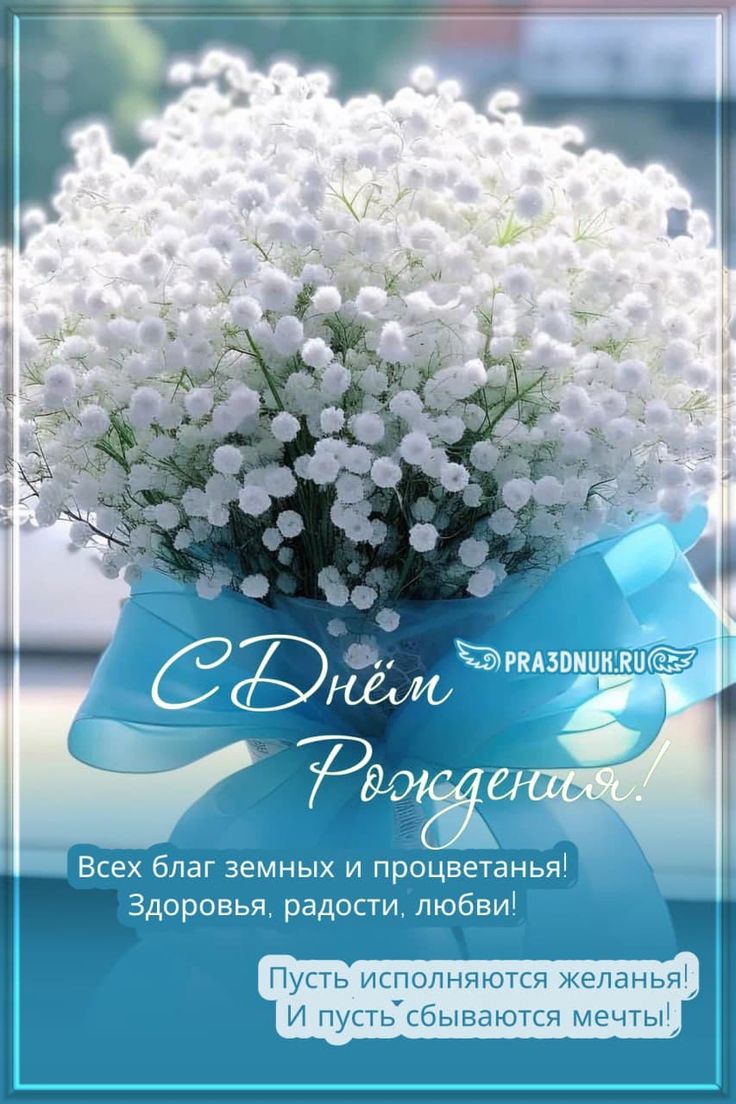 С Днём
PRA3DNUK.RU
Рождения!
Всех благ земных и процветанья!
Здоровья, радости, любви!
Пусть исполняются желанья!
И пусть сбываются мечты!